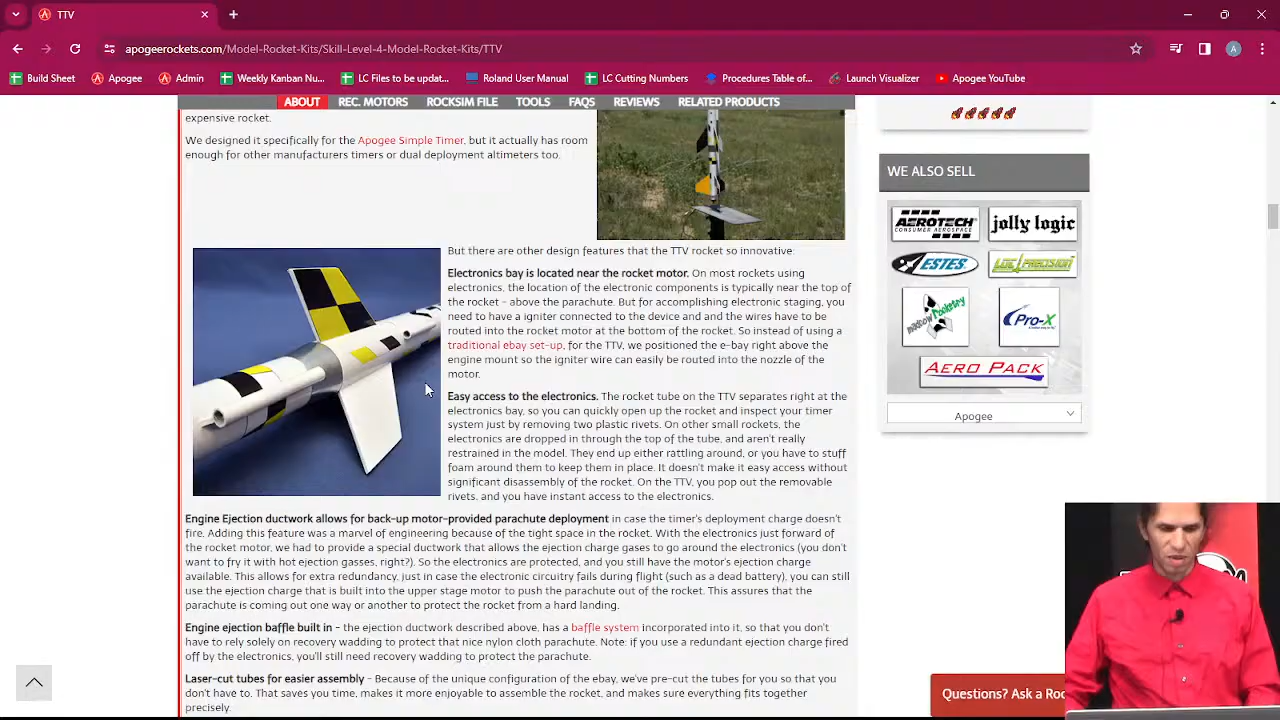 TTV
apogeerockets.com/Model-Rocket-Kits/Skill-Level-4-Model-Rocket-Kits/TTV
A
Build Sheet
Apogee
Admin
Weekly Kanban Nu...
LC Files to be updat...
Roland User Manual
LC Cutting Numbers
Procedures Table of...
Launch Visualizer
Apogee YouTube
ABOUT
REC. MOTORS
ROCKSIM FILE
TOOLS
FAQS
REVIEWS
RELATED PRODUCTS
expensive rocket.
We designed it specifically for the Apogee Simple Timer, but it actually has room
enough for other manufacturers timers or dual deployment altimeters too.
But there are other design features that the TTV rocket so innovative:
Electronics bay is located near the rocket motor. On most rockets using
electronics, the location of the electronic components is typically near the top of
the rocket - above the parachute. But for accomplishing electronic staging, you
need to have a igniter connected to the device and and the wires have to be
routed into the rocket motor at the bottom of the rocket. So instead of using a
traditional ebay set-up, for the TTV, we positioned the e-bay right above the
engine mount so the igniter wire can easily be routed into the nozzle of the
motor.
Easy access to the electronics. The rocket tube on the TTV separates right at the
electronics bay, so you can quickly open up the rocket and inspect your timer
system just by removing two plastic rivets. On other small rockets, the
electronics are dropped in through the top of the tube, and aren't really
restrained in the model. They end up either rattling around, or you have to stuff
foam around them to keep them in place. It doesn't make it easy access without
significant disassembly of the rocket. On the TTV, you pop out the removable
rivets, and you have instant access to the electronics.
Engine Ejection ductwork allows for back-up motor-provided parachute deployment in case the timer's deployment charge doesn't
fire. Adding this feature was a marvel of engineering because of the tight space in the rocket. With the electronics just forward of
the rocket motor, we had to provide a special ductwork that allows the ejection charge gases to go around the electronics (you don't
want to fry it with hot ejection gasses, right?). So the electronics are protected, and you still have the motor's ejection charge
available. This allows for extra redundancy, just in case the electronic circuitry fails during flight (such as a dead battery), you can still
use the ejection charge that is built into the upper stage motor to push the parachute out of the rocket. This assures that the
parachute is coming out one way or another to protect the rocket from a hard landing.
Engine ejection baffle built in - the ejection ductwork described above, has a baffle system incorporated into it, so that you don't
have to rely solely on recovery wadding to protect that nice nylon cloth parachute. Note: if you use a redundant ejection charge fired
off by the electronics, you'll still need recovery wadding to protect the parachute.
Laser-cut tubes for easier assembly - Because of the unique configuration of the ebay, we've pre-cut the tubes for you so that you
don't have to. That saves you time, makes it more enjoyable to assemble the rocket, and makes sure everything fits together
precisely.
WE ALSO SELL
AEROTECH
CONSUMER AEROSPACE
jolly logic
ESTES
LOC PRECISION
Pro-X
AERO PACK
Apogee
Questions? Ask a Roc